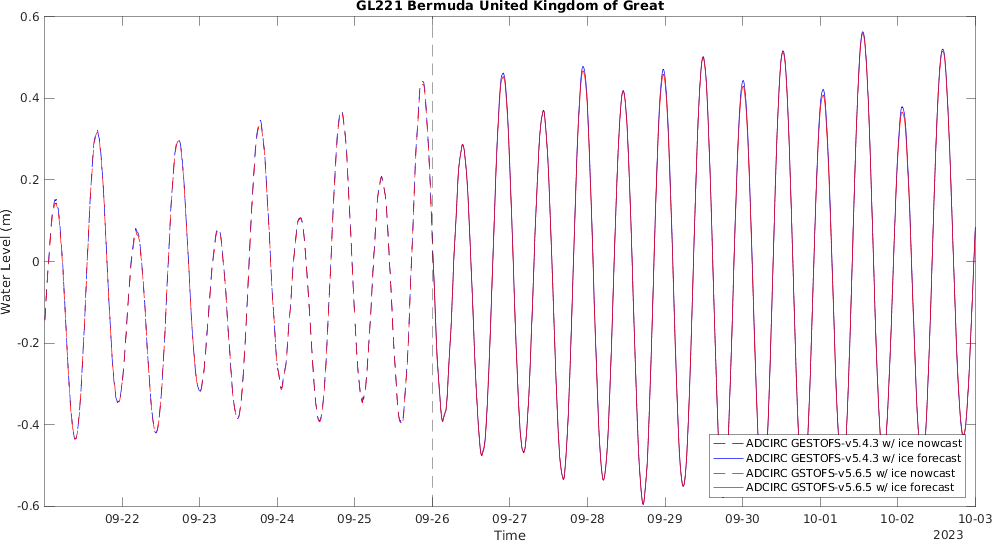 GL221 Bermuda United Kingdom of Great
0.6
0.4
0.2
0
-0.2
-0.4
-0.6
Water Level (m)
ADCIRC GESTOFS-v5.4.3 w/ ice nowcast
ADCIRC GESTOFS-v5.4.3 w/ ice forecast
ADCIRC GSTOFS-v5.6.5 w/ ice nowcast
ADCIRC GSTOFS-v5.6.5 w/ ice forecast
09-22 09-23 09-24 09-25 09-26 09-27 09-28 09-29 09-30 10-01 10-02 10-03
Time
2023